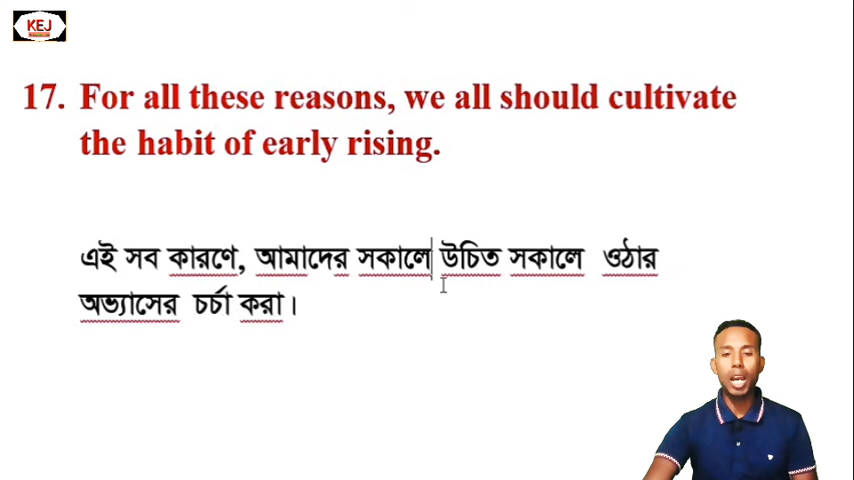 KEJ
17. For all these reasons, we all should cultivate
the habit of early rising.
এই সব কারণে, আমাদের সকালে উচিত সকালে ওঠার
অভ্যাসের চর্চা করা।